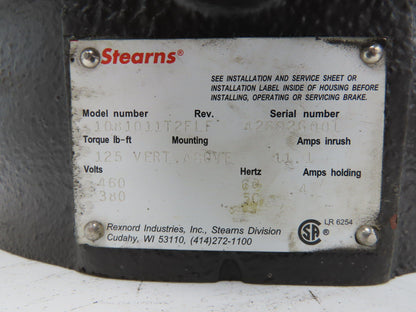 Stearns®
SEE INSTALLATION AND SERVICE SHEET OR
INSTALLATION LABEL INSIDE OF HOUSING BEFORE
INSTALLING, OPERATING OR SERVICING BRAKE.
Model number Rev. Serial number
Torque lb-ft Mounting Amps inrush
125 VERT. ABOVE 11.1
Volts Hertz Amps holding
460 60 .4
380 50
Rexnord Industries, Inc., Stearns Division
Cudahy, WI 53110, (414)272-1100
LR 6254